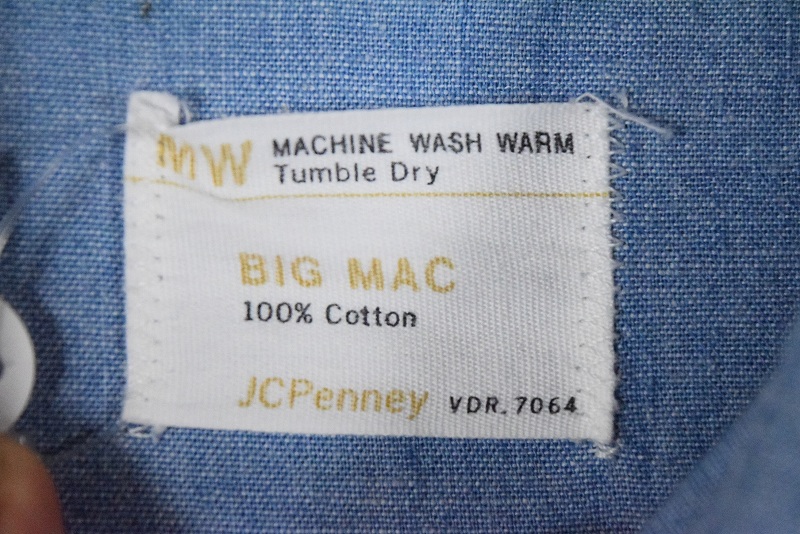 MW MACHINE WASH WARM
Tumble Dry
BIG MAC
100% Cotton
JCPenney VDR. 7064